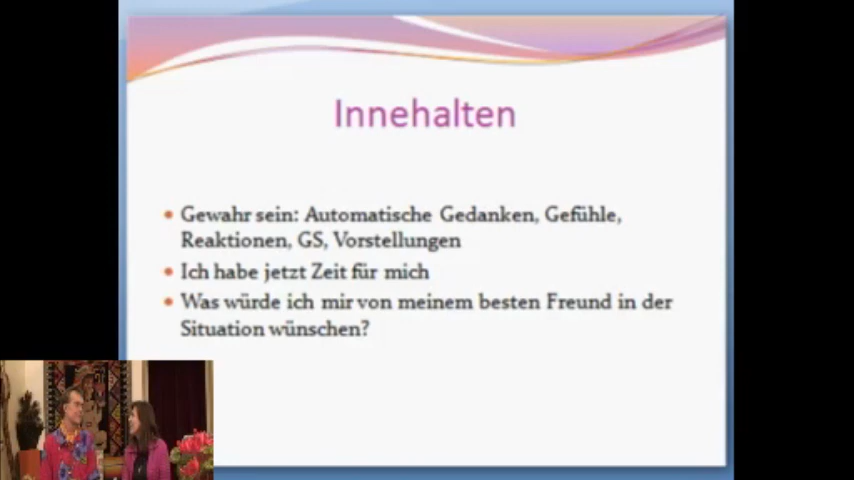 Innehalten
Gewahr sein: Automatische Gedanken, Gefühle,
Reaktionen, GS, Vorstellungen
Ich habe jetzt Zeit für mich
Was würde ich mir von meinem besten Freund in der
Situation wünschen?